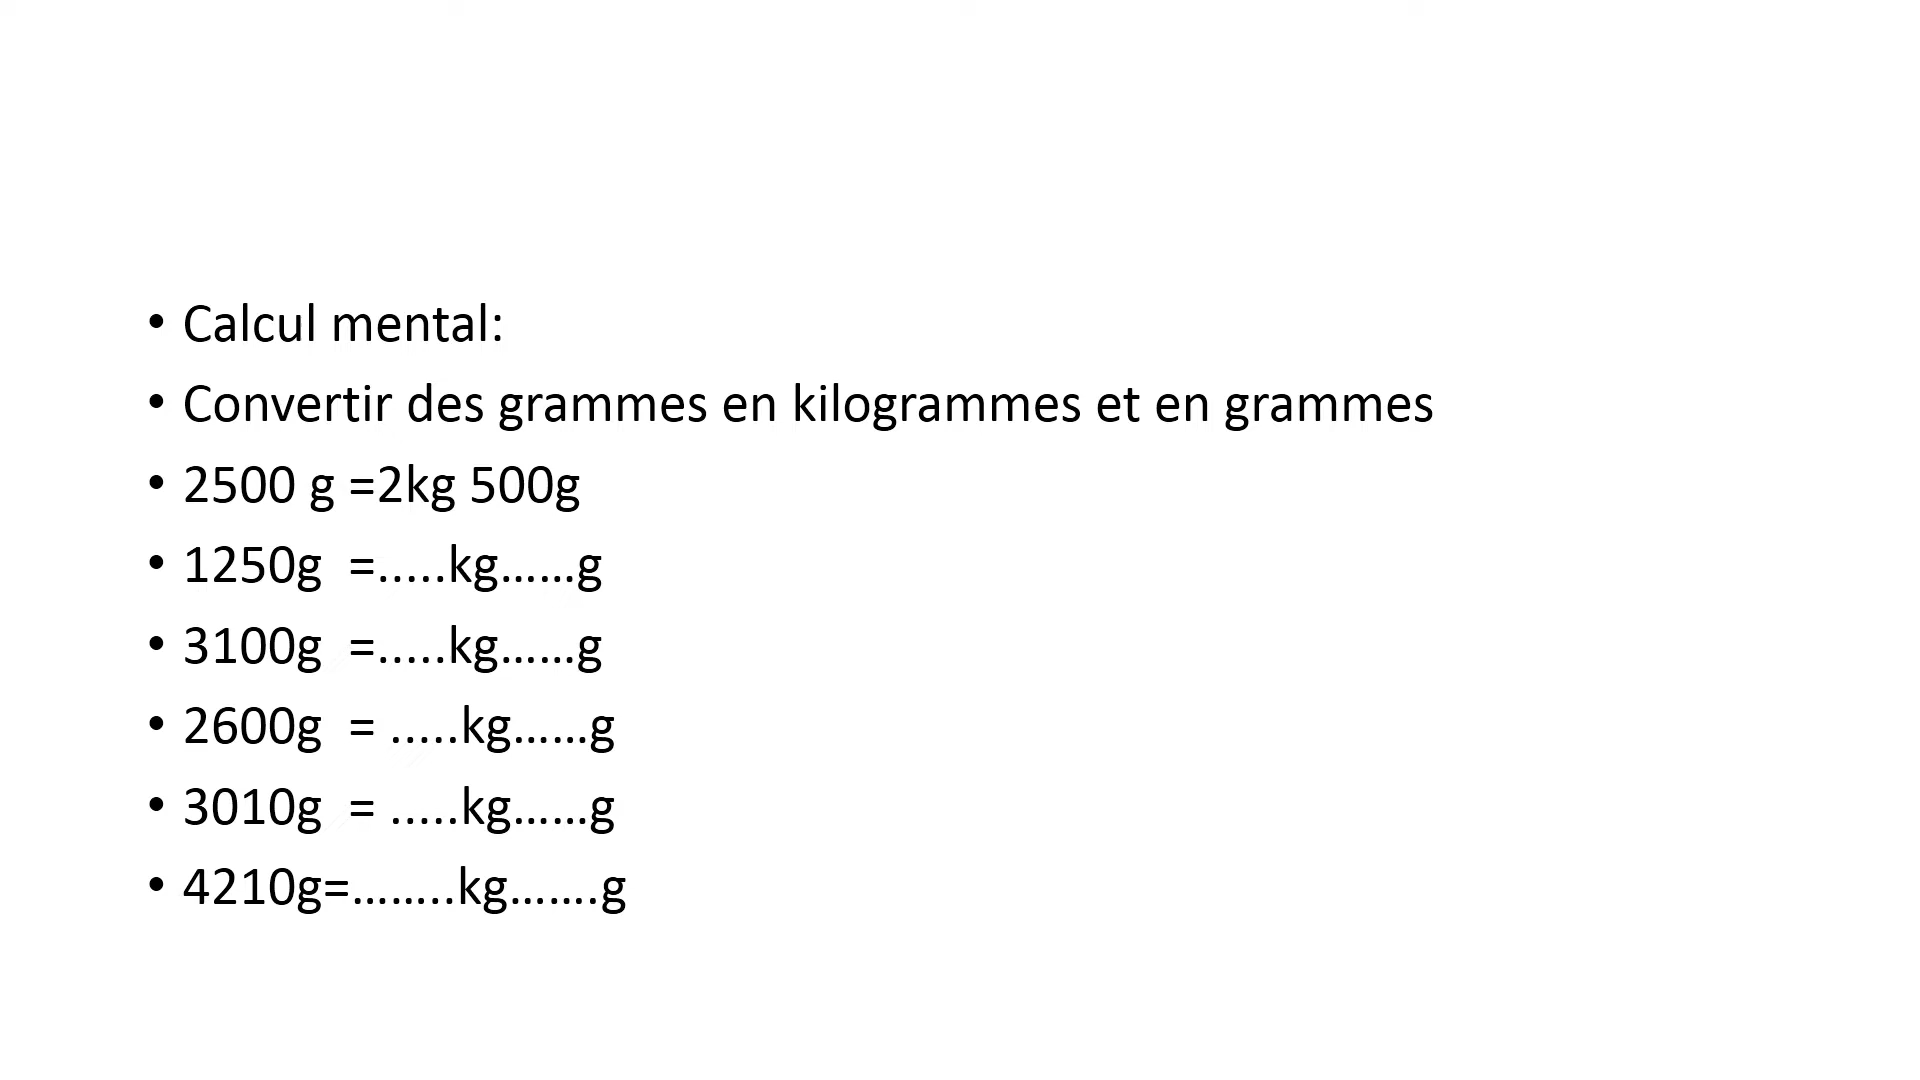 • Calcul mental:
• Convertir des grammes en kilogrammes et en grammes
• 2500 g =2kg 500g
• 1250g  =.....kg……g
• 3100g  =.....kg……g
• 2600g  = .....kg……g
• 3010g  = .....kg……g
• 4210g=……..kg…….g